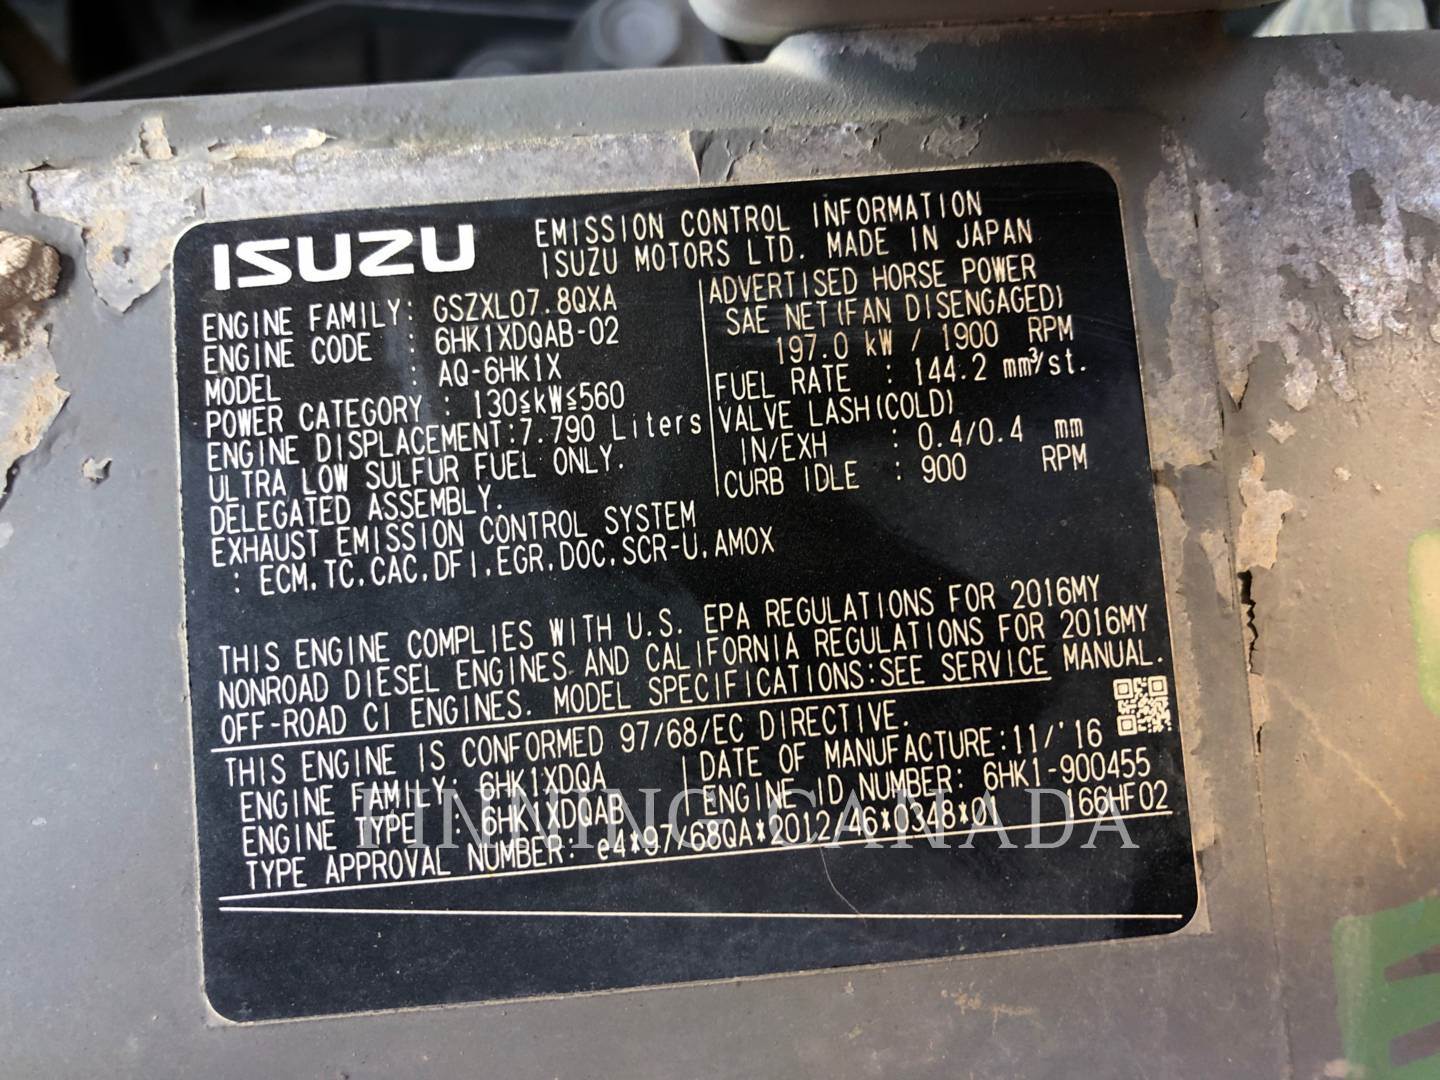 ISUZU
EMISSION CONTROL INFORMATION
ISUZU MOTORS LTD. MADE IN JAPAN
ENGINE FAMILY: GSZXL07.8QXA
ENGINE CODE : 6HK1XDQAB-02
MODEL : AQ-6HK1X
POWER CATEGORY : 130≤kW≤560
ENGINE DISPLACEMENT:7.790 Liters
ULTRA LOW SULFUR FUEL ONLY.
DELEGATED ASSEMBLY.
EXHAUST EMISSION CONTROL SYSTEM
: ECM,TC,CAC,DFI,EGR,DOC,SCR-U,AMOX
ADVERTISED HORSE POWER
SAE NET(FAN DISENGAGED)
197.0 kW / 1900 RPM
FUEL RATE : 144.2 mm³/st.
VALVE LASH(COLD)
IN/EXH : 0.4/0.4 mm
CURB IDLE : 900 RPM
THIS ENGINE COMPLIES WITH U.S. EPA REGULATIONS FOR 2016MY
NONROAD DIESEL ENGINES AND CALIFORNIA REGULATIONS FOR 2016MY
OFF-ROAD CI ENGINES. MODEL SPECIFICATIONS:SEE SERVICE MANUAL.
THIS ENGINE IS CONFORMED 97/68/EC DIRECTIVE.
ENGINE FAMILY: 6HK1XDQA
ENGINE TYPE : 6HK1XDQAB
DATE OF MANUFACTURE:11/'16
ENGINE ID NUMBER: 6HK1-900455
TYPE APPROVAL NUMBER: e4*97/68QA*2012/46*0348*01 166HF02
FINNING CANADA